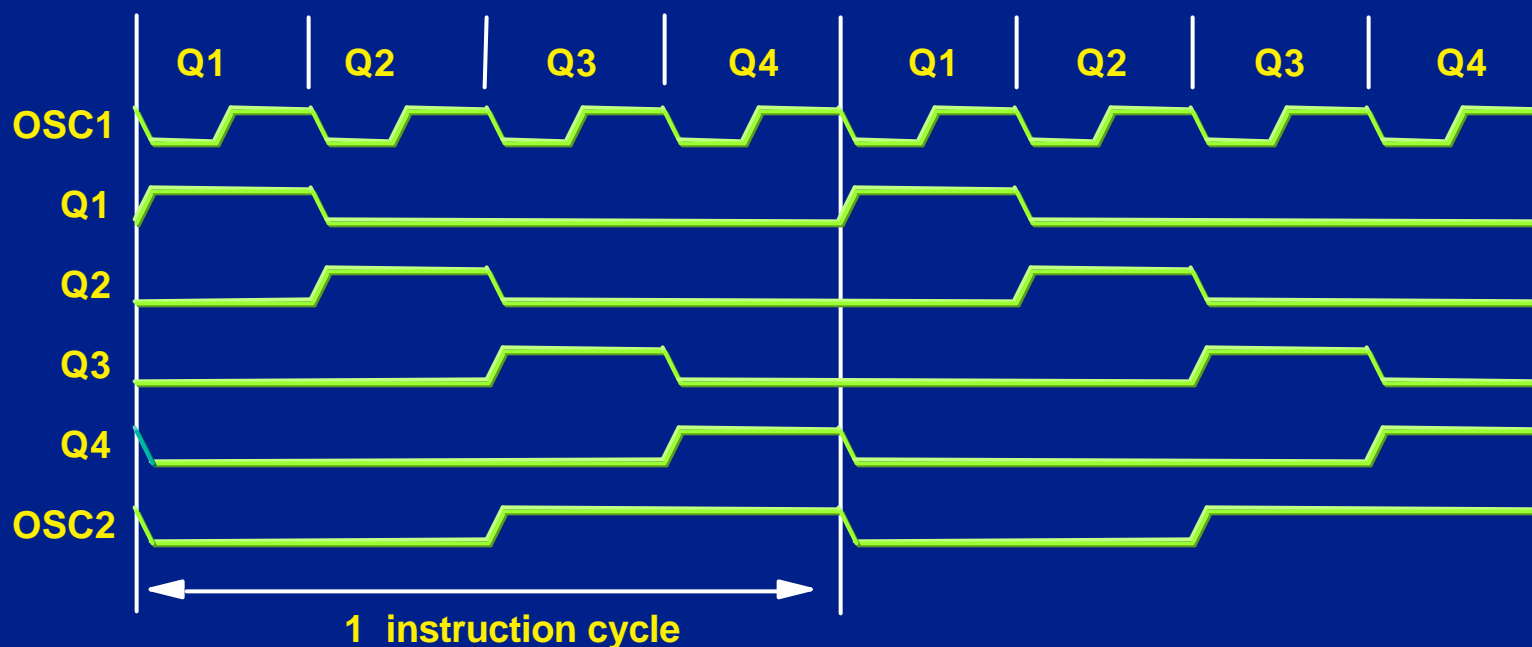 Q1 Q2 Q3 Q4 Q1 Q2 Q3 Q4
OSC1
Q1
Q2
Q3
Q4
OSC2
1 instruction cycle